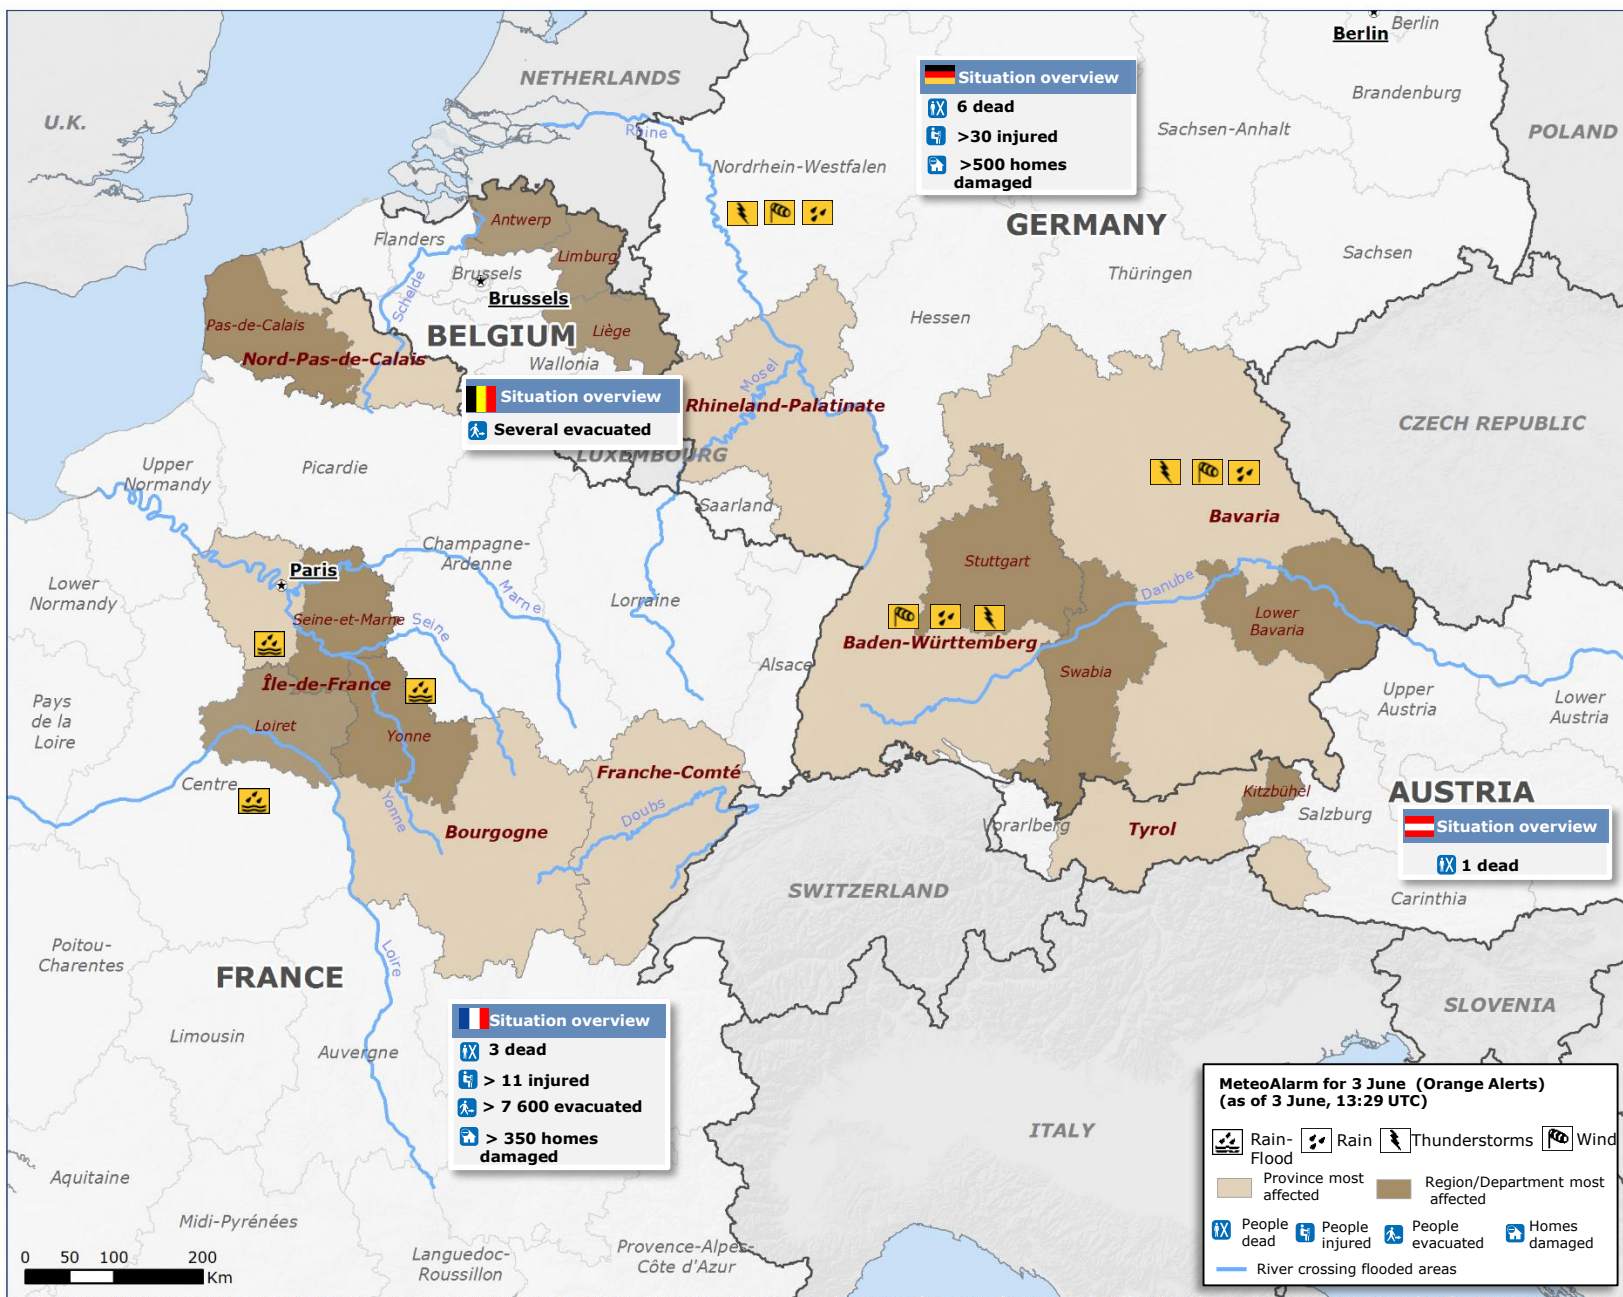 Berlin
Berlin
NETHERLANDS
Situation overview
6 dead
>30 injured
>500 homes
damaged
Brandenburg
U.K.
Rhine
Sachsen-Anhalt
POLAND
Nordrhein-Westfalen
GERMANY
Antwerp
Flanders
Limburg
Sachsen
Thüringen
Brussels
Brussels
Schelde
Hessen
Pas-de-Calais
BELGIUM
Liège
Nord-Pas-de-Calais
Wallonia
Mosel
Situation overview
Several evacuated
Rhineland-Palatinate
CZECH REPUBLIC
LUXEMBOURG
Upper
Normandy
Picardie
Saarland
Bavaria
Champagne-
Ardenne
Stuttgart
Paris
Lower
Normandy
Marne
Lorraine
Danube
Seine-et-Marne
Seine
Lower
Bavaria
Baden-Württemberg
Alsace
Swabia
Île-de-France
Upper
Austria
Lower
Austria
Pays
de la
Loire
Loiret
Yonne
Franche-Comté
Centre
Kitzbühel
AUSTRIA
Yonne
Doubs
Bourgogne
Vorarlberg
Tyrol
Salzburg
Situation overview
1 dead
SWITZERLAND
Carinthia
Poitou-
Charentes
Loire
FRANCE
SLOVENIA
Situation overview
3 dead
> 11 injured
> 7 600 evacuated
> 350 homes
damaged
Limousin
Auvergne
ITALY
Aquitaine
Midi-Pyrénées
Languedoc-
Roussillon
Provence-Alpes-
Côte d'Azur
0 50 100 200
Km
MeteoAlarm for 3 June (Orange Alerts)
(as of 3 June, 13:29 UTC)
Rain-
Flood
Rain
Thunderstorms
Wind
Province most
affected
Region/Department most
affected
People
dead
People
injured
People
evacuated
Homes
damaged
River crossing flooded areas